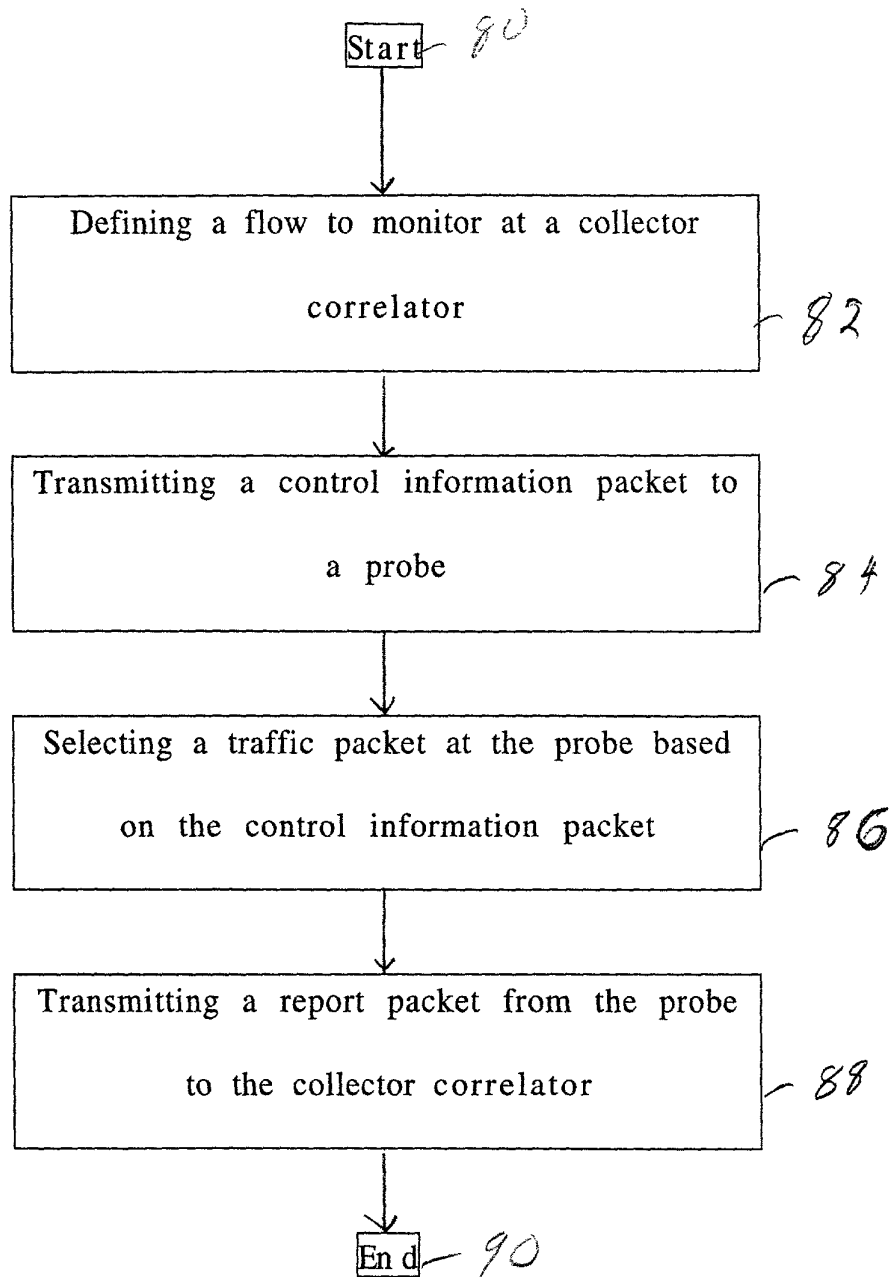 Start 80
Defining a flow to monitor at a collector
correlator
82
Transmitting a control information packet to
a probe
84
Selecting a traffic packet at the probe based
on the control information packet
86
Transmitting a report packet from the probe
to the collector correlator
88
End 90